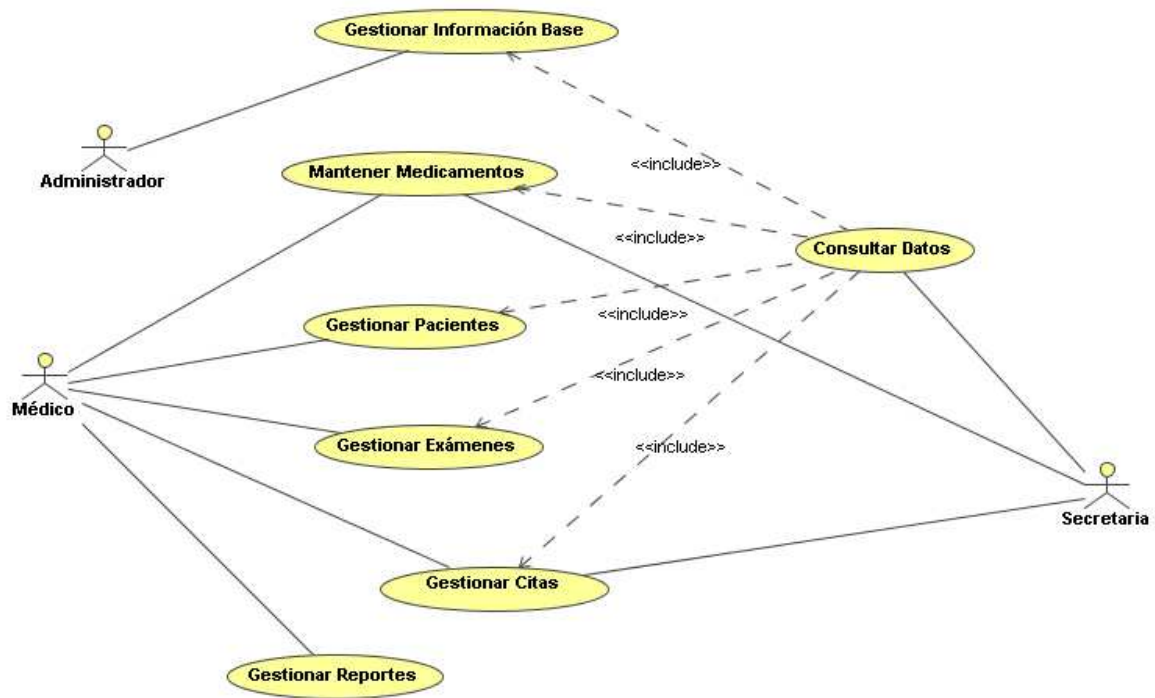 Gestionar Información Base
<<include>>
Administrador
Mantener Medicamentos
<<include>>
Consultar Datos
Gestionar Pacientes
<<include>>
<<include>>
Médico
Gestionar Exámenes
<<include>>
Secretaria
Gestionar Citas
Gestionar Reportes